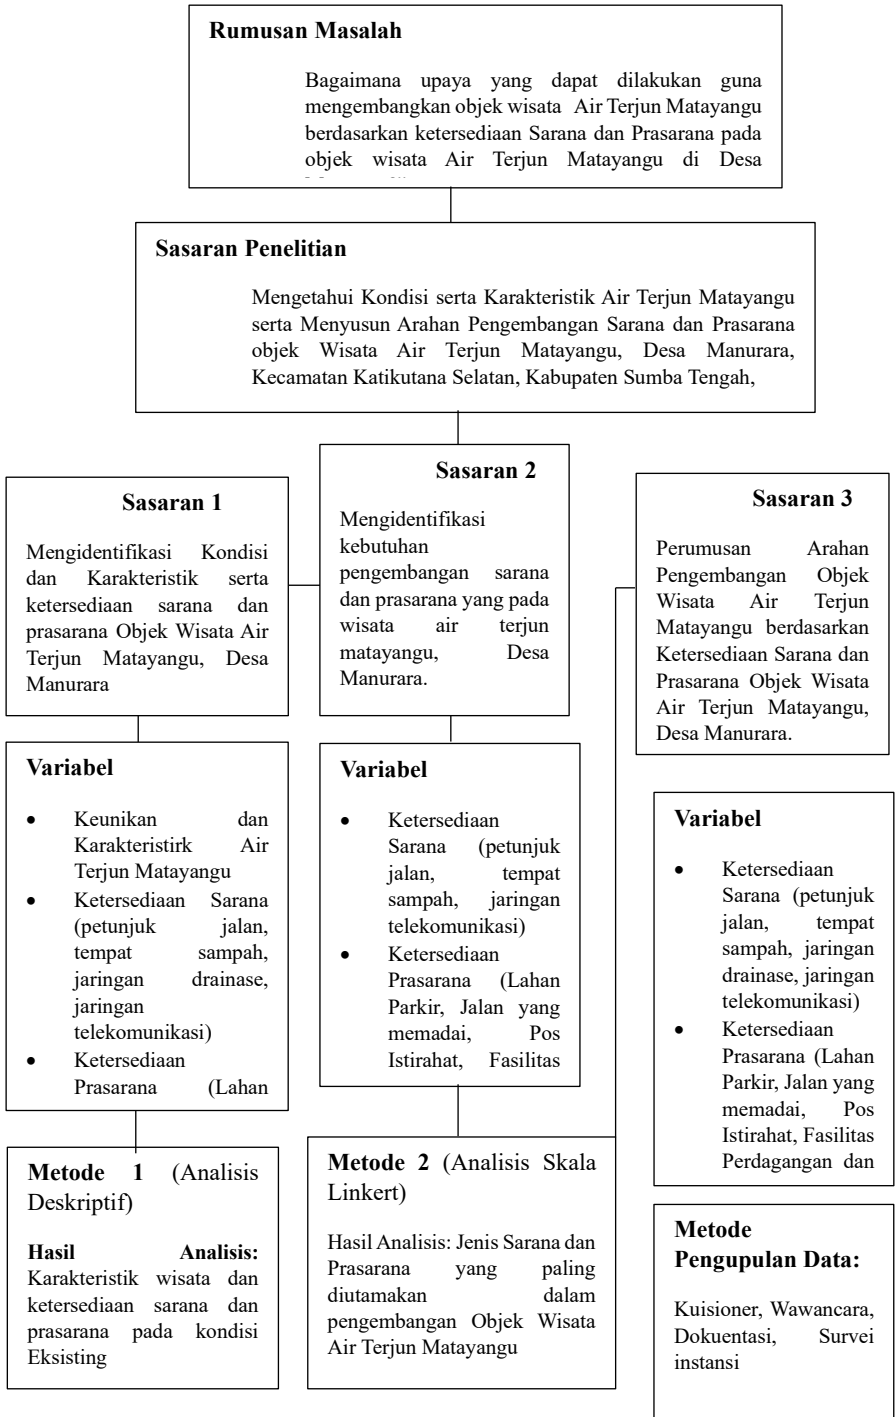 Rumusan Masalah
Bagaimana upaya yang dapat dilakukan guna
mengembangkan objek wisata Air Terjun Matayangu
berdasarkan ketersediaan Sarana dan Prasarana pada
objek wisata Air Terjun Matayangu di Desa
Sasaran Penelitian
Mengetahui Kondisi serta Karakteristik Air Terjun Matayangu
serta Menyusun Arahan Pengembangan Sarana dan Prasarana
objek Wisata Air Terjun Matayangu, Desa Manurara,
Kecamatan Katikutana Selatan, Kabupaten Sumba Tengah,
Sasaran 1
Mengidentifikasi Kondisi
dan Karakteristik serta
ketersediaan sarana dan
prasarana Objek Wisata Air
Terjun Matayangu, Desa
Manurara
Sasaran 2
Mengidentifikasi
kebutuhan
pengembangan sarana
dan prasarana yang pada
wisata air terjun
matayangu, Desa
Manurara.
Sasaran 3
Perumusan Arahan
Pengembangan Objek
Wisata Air Terjun
Matayangu berdasarkan
Ketersediaan Sarana dan
Prasarana Objek Wisata
Air Terjun Matayangu,
Desa Manurara.
Variabel
• Keunikan dan
Karakteristirk Air
Terjun Matayangu
• Ketersediaan Sarana
(petunjuk jalan,
tempat sampah,
jaringan drainase,
jaringan
telekomunikasi)
• Ketersediaan
Prasarana (Lahan
Variabel
• Ketersediaan
Sarana (petunjuk
jalan, tempat
sampah, jaringan
telekomunikasi)
• Ketersediaan
Prasarana (Lahan
Parkir, Jalan yang
memadai, Pos
Istirahat, Fasilitas
Variabel
• Ketersediaan
Sarana (petunjuk
jalan, tempat
sampah, jaringan
drainase, jaringan
telekomunikasi)
• Ketersediaan
Prasarana (Lahan
Parkir, Jalan yang
memadai, Pos
Istirahat, Fasilitas
Perdagangan dan
Metode 1 (Analisis
Deskriptif)
Hasil Analisis:
Karakteristik wisata dan
ketersediaan sarana dan
prasarana pada kondisi
Eksisting
Metode 2 (Analisis Skala
Linkert)
Hasil Analisis: Jenis Sarana dan
Prasarana yang paling
diutamakan dalam
pengembangan Objek Wisata
Air Terjun Matayangu
Metode
Pengupulan Data:
Kuisioner, Wawancara,
Dokuentasi, Survei
instansi